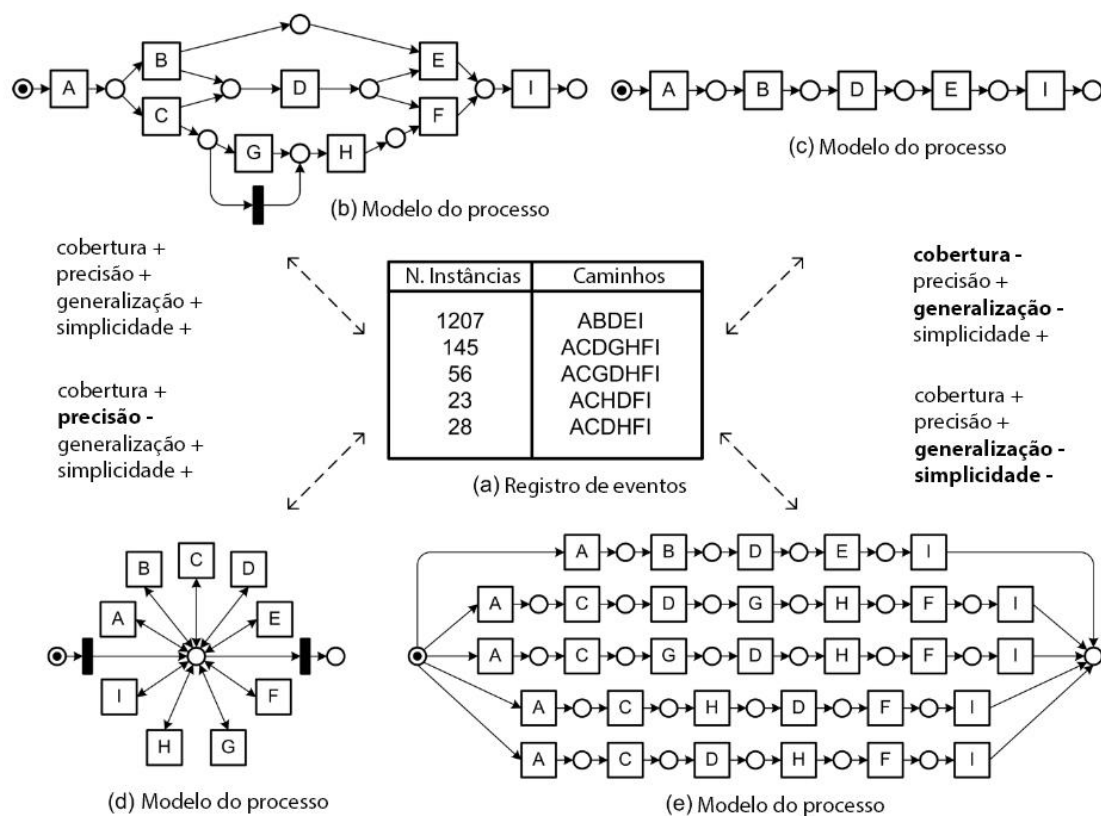 B
E
A
D
I
C
F
G
H
(b) Modelo do processo
A
B
D
E
I
(c) Modelo do processo
cobertura +
precisão +
generalização +
simplicidade +
cobertura -
precisão +
generalização -
simplicidade +
N. Instâncias Caminhos
1207 ABDEI
145 ACDGHFI
56 ACGDHFI
23 ACHDFI
28 ACDHFI
(a) Registro de eventos
cobertura +
precisão -
generalização +
simplicidade +
cobertura +
precisão +
generalização -
simplicidade -
C
B
D
A
E
I
F
H
G
(d) Modelo do processo
A B D E I
A C D G H F I
A C G D H F I
A C H D F I
A C D H F I
(e) Modelo do processo